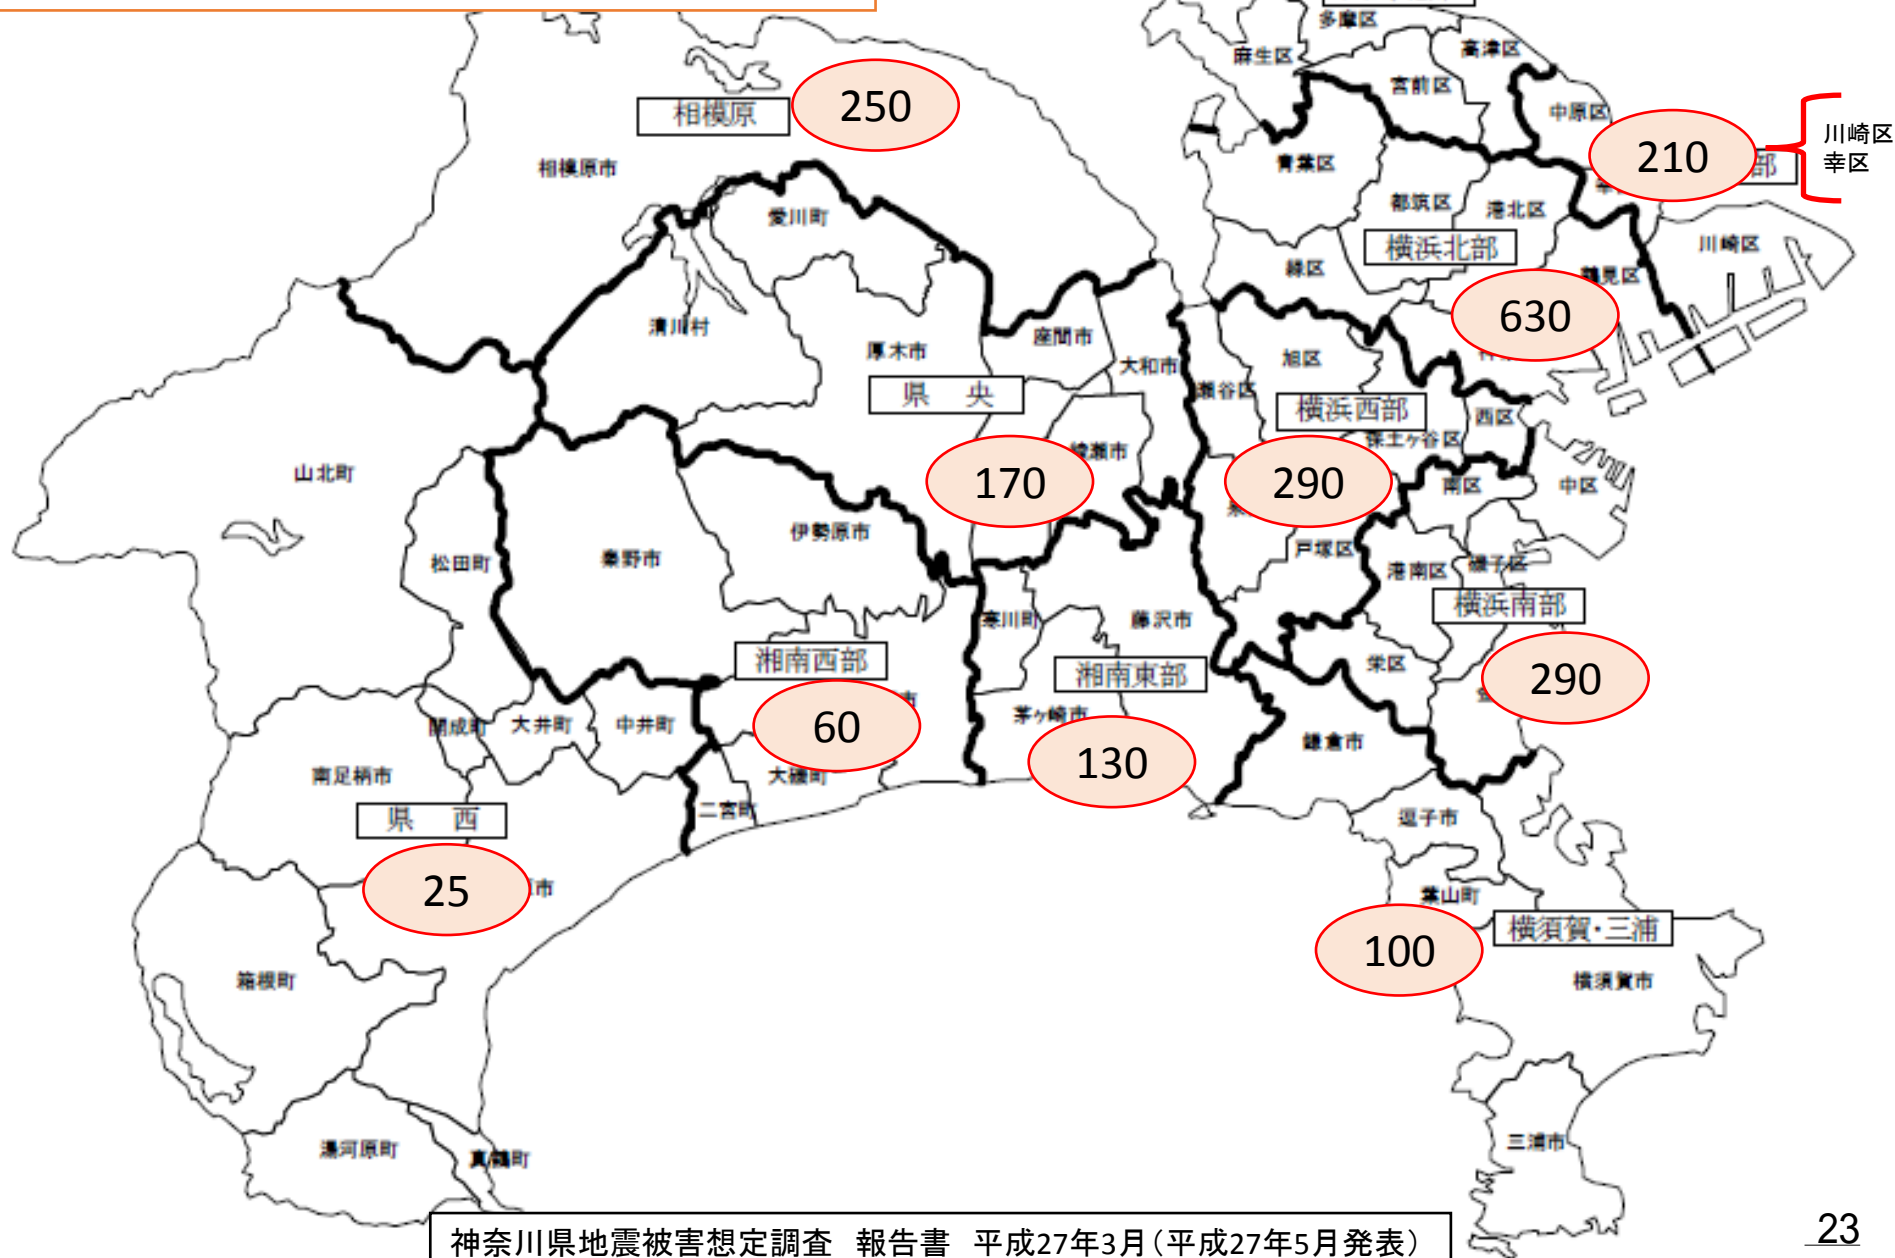 多摩区
麻生区
高津区
宮前区
中原区
相模原
250
川崎区
幸区
210
部
相模原市
青葉区
愛川町
都筑区
港北区
横浜北部
川崎区
緑区
鶴見区
清川村
630
厚木市
座間市
大和市
旭区
瀬谷区
県 央
横浜西部
西区
保土ヶ谷区
綾瀬市
山北町
170
290
南区
中区
伊勢原市
秦野市
松田町
戸塚区
港南区
磯子区
横浜南部
寒川町
藤沢市
湘南西部
湘南東部
栄区
290
市
茅ヶ崎市
開成町
大井町
中井町
60
鎌倉市
130
南足柄市
大磯町
二宮町
県 西
逗子市
25
市
葉山町
横須賀・三浦
100
箱根町
横須賀市
湯河原町
真鶴町
三浦市
神奈川県地震被害想定調査 報告書 平成27年3月(平成27年5月発表)
23